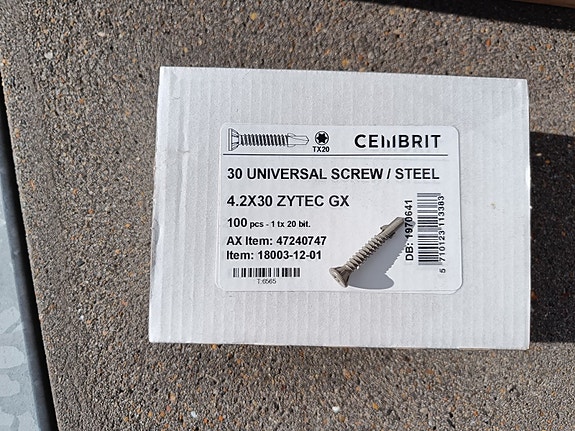 TX20
CEMBRIT
30 UNIVERSAL SCREW / STEEL
4.2X30 ZYTEC GX
100 pcs - 1 tx 20 bit.
AX Item: 47240747
Item: 18003-12-01
T:6565
DB: 1970641
5 710123 113383